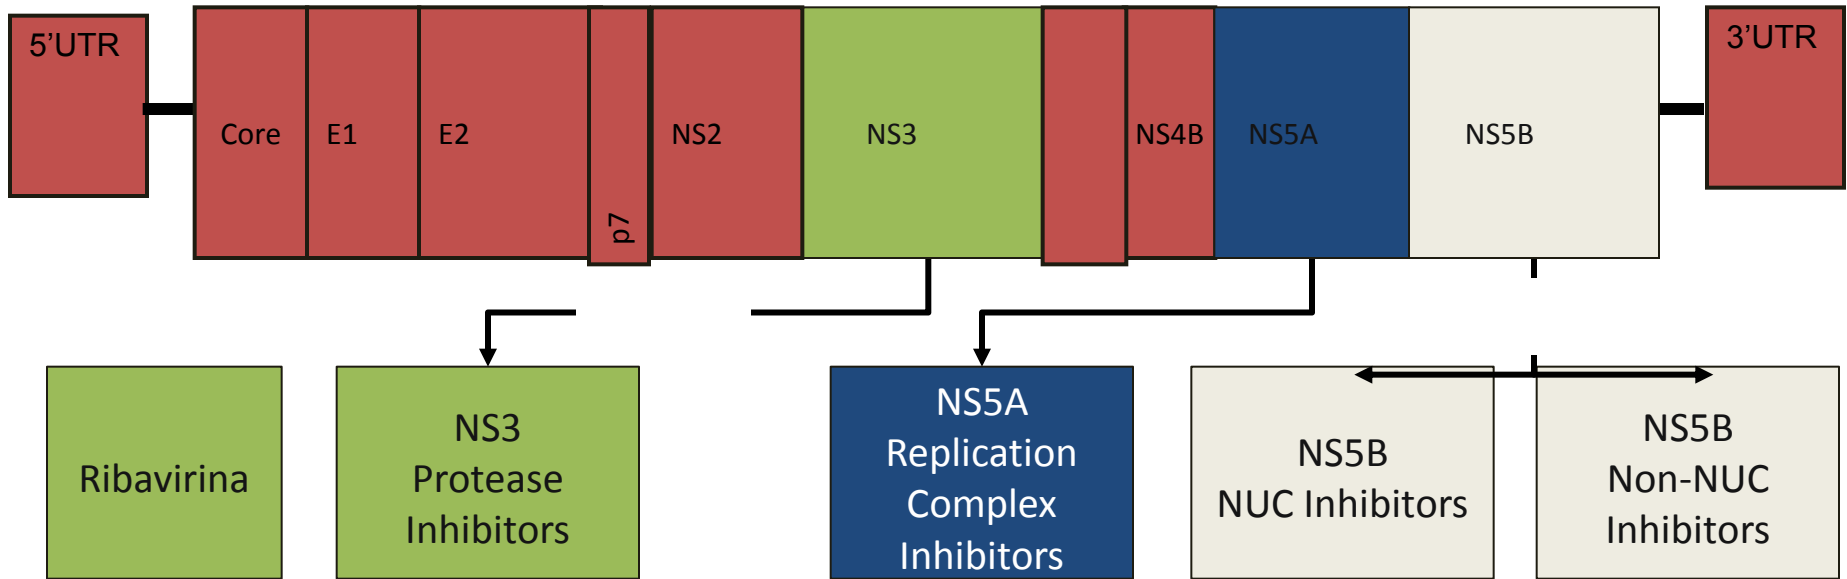 5’UTR
3’UTR
Core
E1
E2
p7
NS2
NS3
NS4B
NS5A
NS5B
Ribavirina
NS3
Protease
Inhibitors
NS5A
Replication
Complex
Inhibitors
NS5B
NUC Inhibitors
NS5B
Non-NUC
Inhibitors